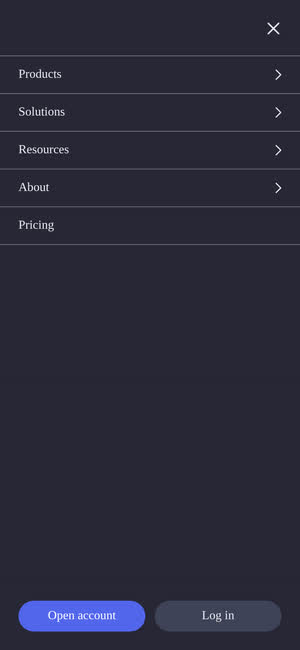 Products
Solutions
Resources
About
Pricing
Open account
Log in